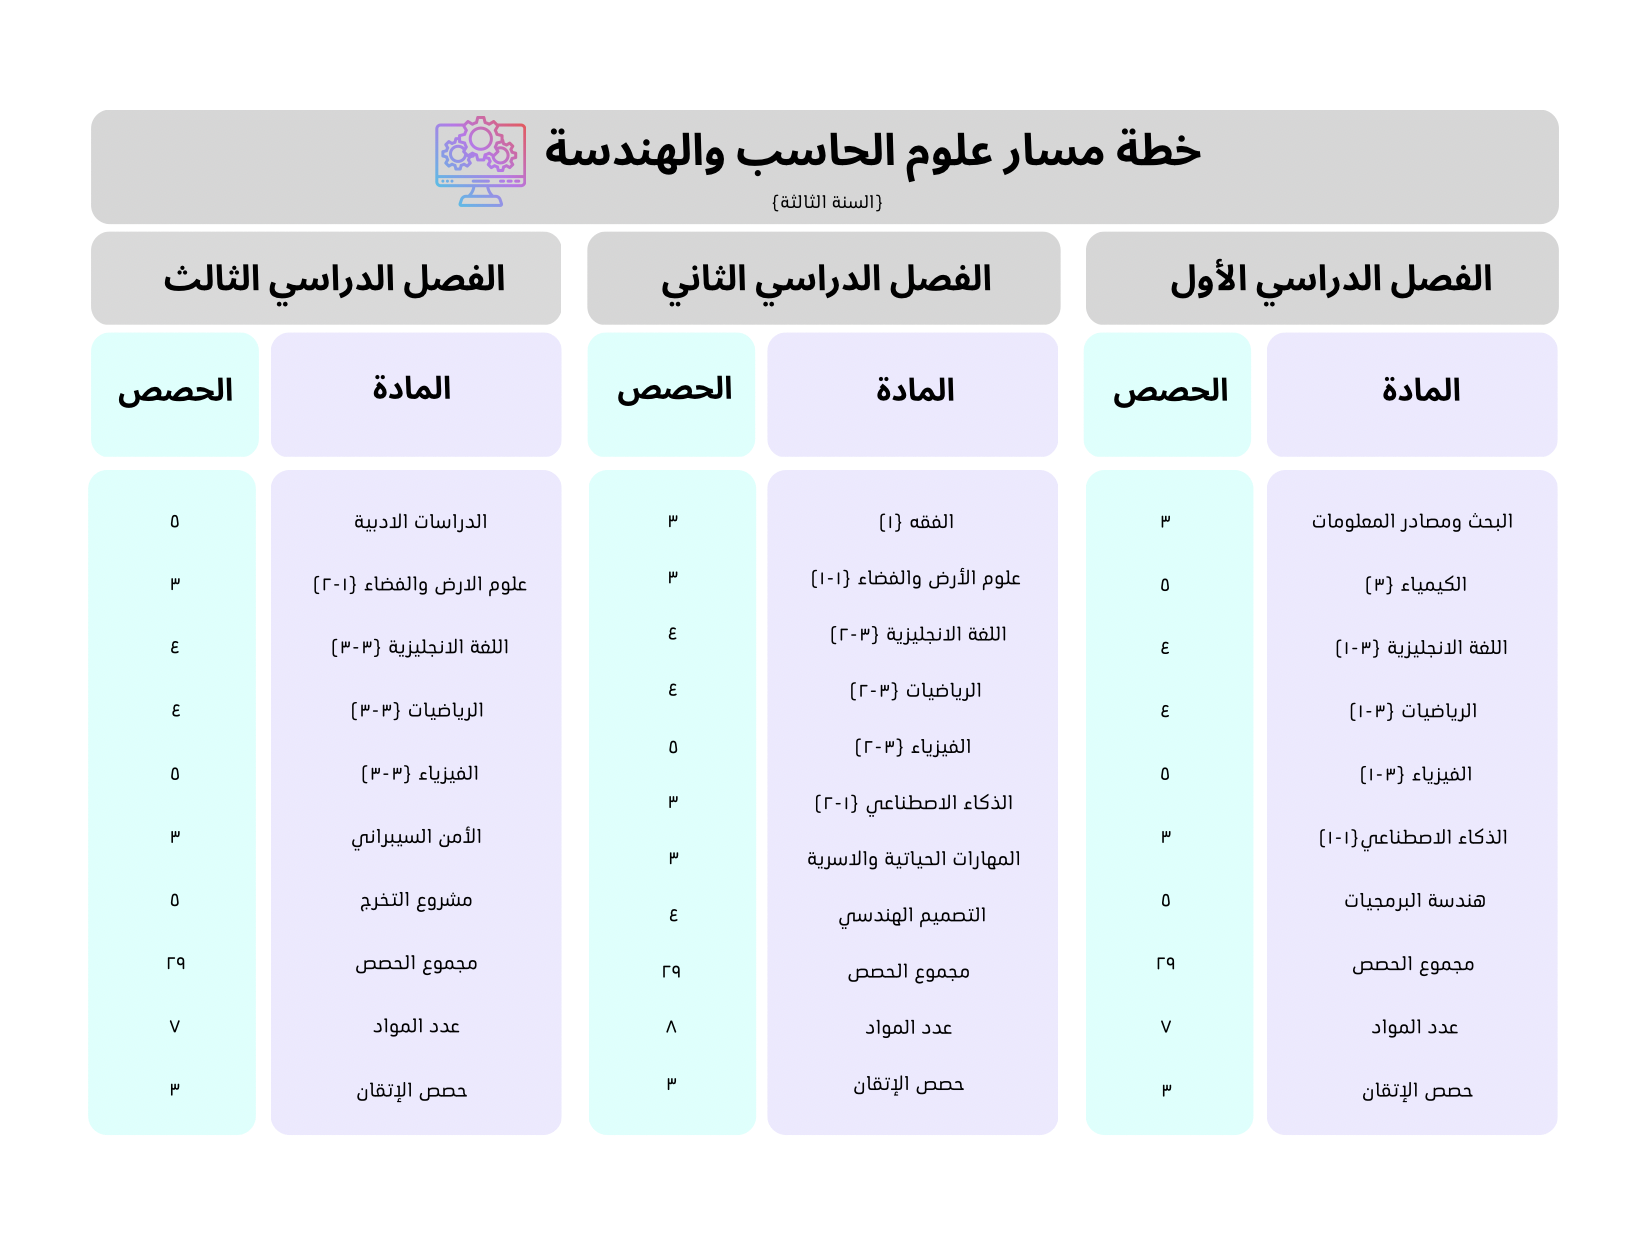 خطة مسار علوم الحاسب والهندسة
{السنة الثالثة}
الفصل الدراسي الأول
المادة الحصص
البحث ومصادر المعلومات ٣
الكيمياء {٣} ٥
اللغة الانجليزية {٣-١} ٤
الرياضيات {٣-١} ٤
الفيزياء {٣-١} ٥
الذكاء الاصطناعي{١-١} ٣
هندسة البرمجيات ٥
مجموع الحصص ٢٩
عدد المواد ٧
حصص الإتقان ٣
الفصل الدراسي الثاني
المادة الحصص
الفقه {١} ٣
علوم الأرض والفضاء {١-١} ٣
اللغة الانجليزية {٣-٢} ٤
الرياضيات {٣-٢} ٤
الفيزياء {٣-٢} ٥
الذكاء الاصطناعي {١-٢} ٣
المهارات الحياتية والاسرية ٣
التصميم الهندسي ٤
مجموع الحصص ٢٩
عدد المواد ٨
حصص الإتقان ٣
الفصل الدراسي الثالث
المادة الحصص
الدراسات الادبية ٥
علوم الارض والفضاء {١-٢} ٣
اللغة الانجليزية {٣-٣} ٤
الرياضيات {٣-٣} ٤
الفيزياء {٣-٣} ٥
الأمن السيبراني ٣
مشروع التخرج ٥
مجموع الحصص ٢٩
عدد المواد ٧
حصص الإتقان ٣